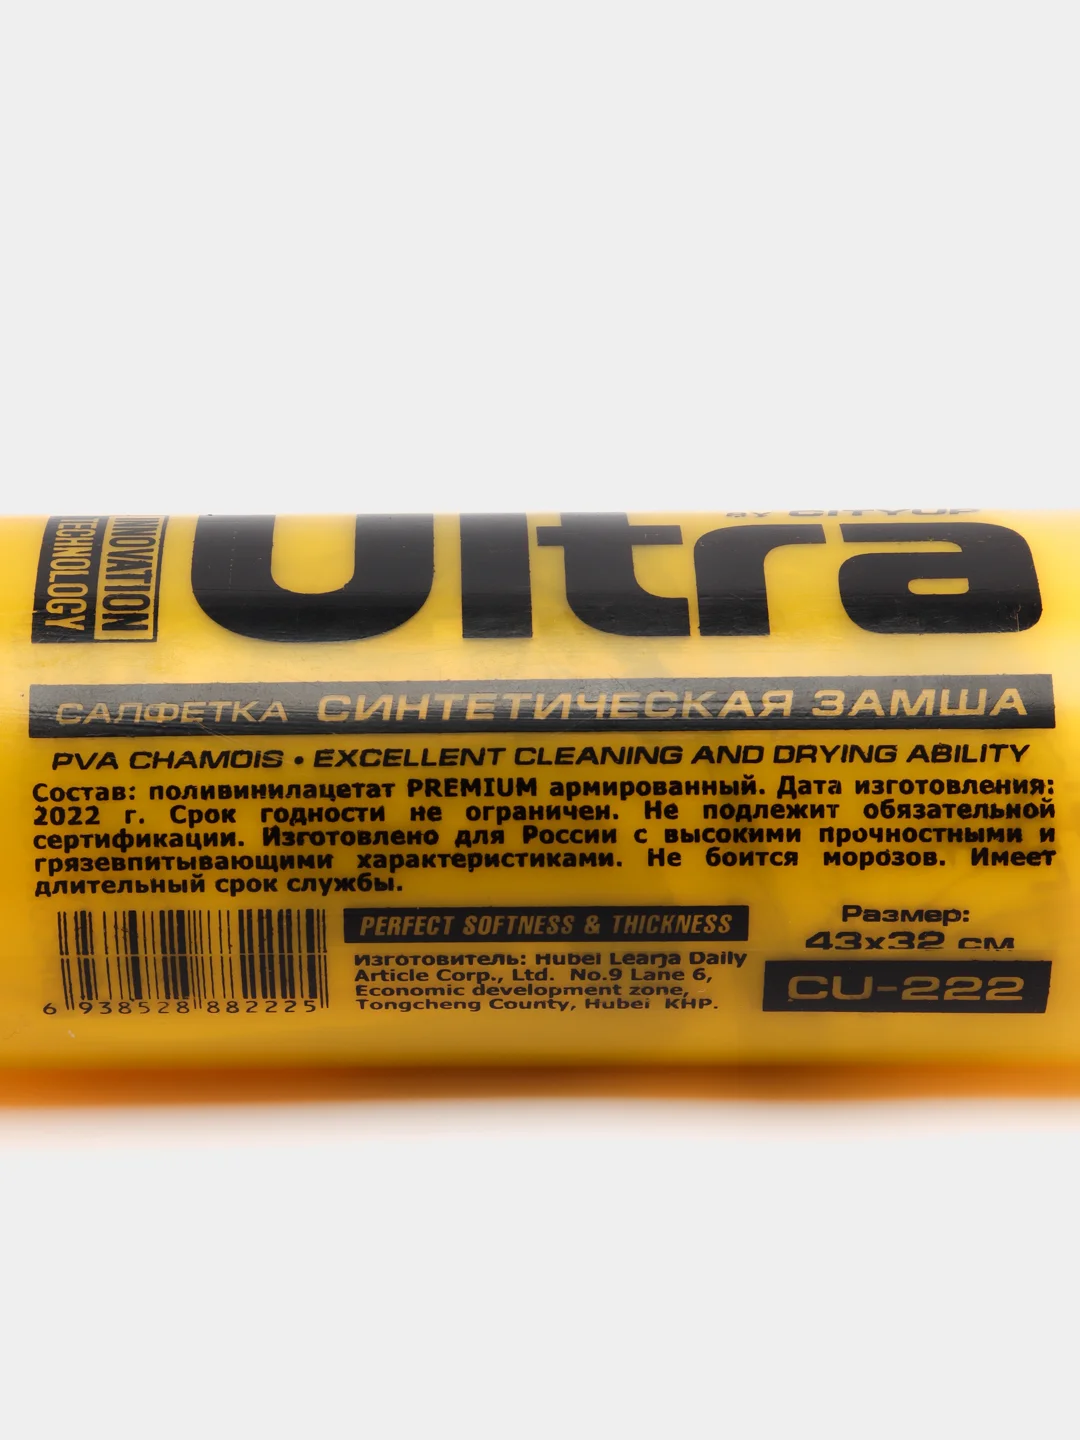 BY CITYUP
INNOVATION
TECHNOLOGY
Ultra
САЛФЕТКА СИНТЕТИЧЕСКАЯ ЗАМША
PVA CHAMOIS • EXCELLENT CLEANING AND DRYING ABILITY
Состав: поливинилацетат PREMIUM армированный. Дата изготовления:
2022 г. Срок годности не ограничен. Не подлежит обязательной
сертификации. Изготовлено для России с высокими прочностными и
грязевпитывающими характеристиками. Не боится морозов. Имеет
длительный срок службы.
PERFECT SOFTNESS & THICKNESS
Изготовитель: Hubei Learja Daily
Article Corp., Ltd. No.9 Lane 6,
Economic development zone,
Tongcheng County, Hubei КНР.
6 938528 882225
Размер:
43х32 см
CU-222